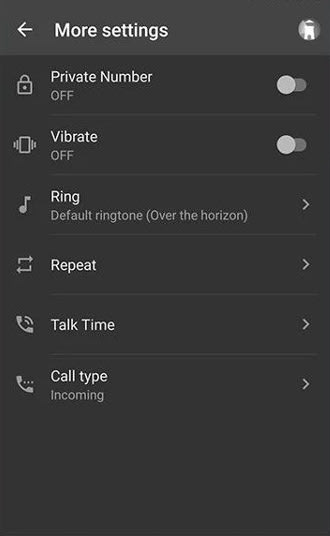 More settings
Private Number
OFF
Vibrate
OFF
Ring
Default ringtone (Over the horizon)
Repeat
Talk Time
Call type
Incoming